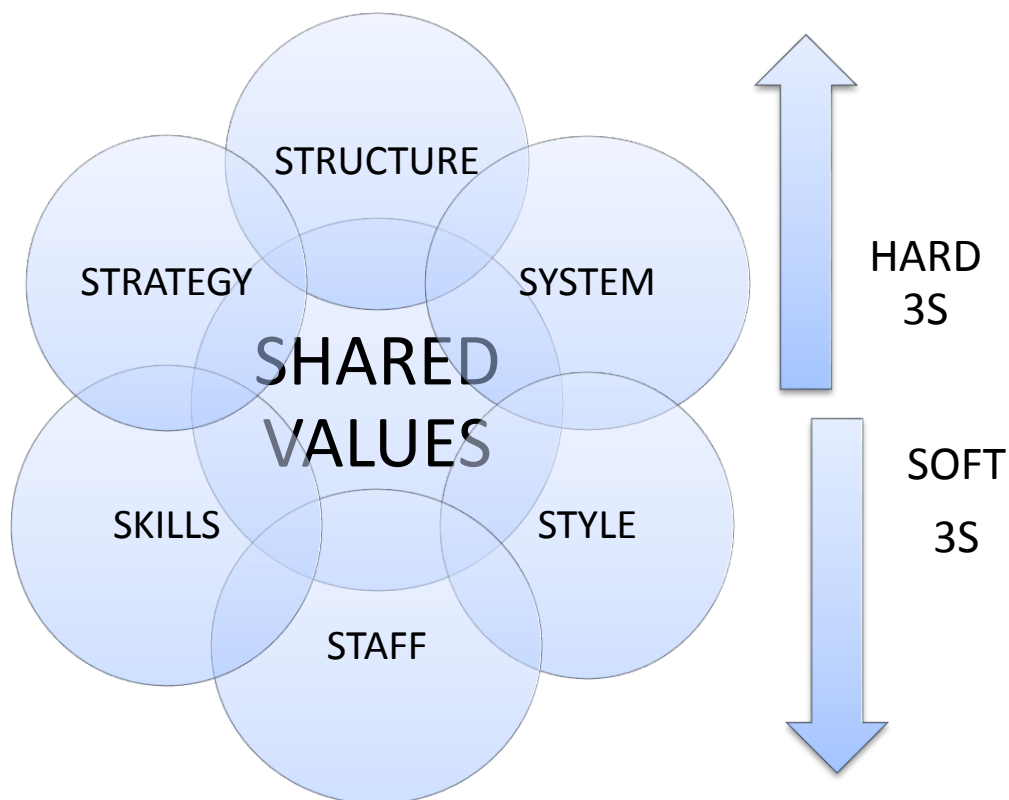 STRUCTURE
STRATEGY
SYSTEM
HARD
3S
SHARED
VALUES
SOFT
3S
SKILLS
STYLE
STAFF